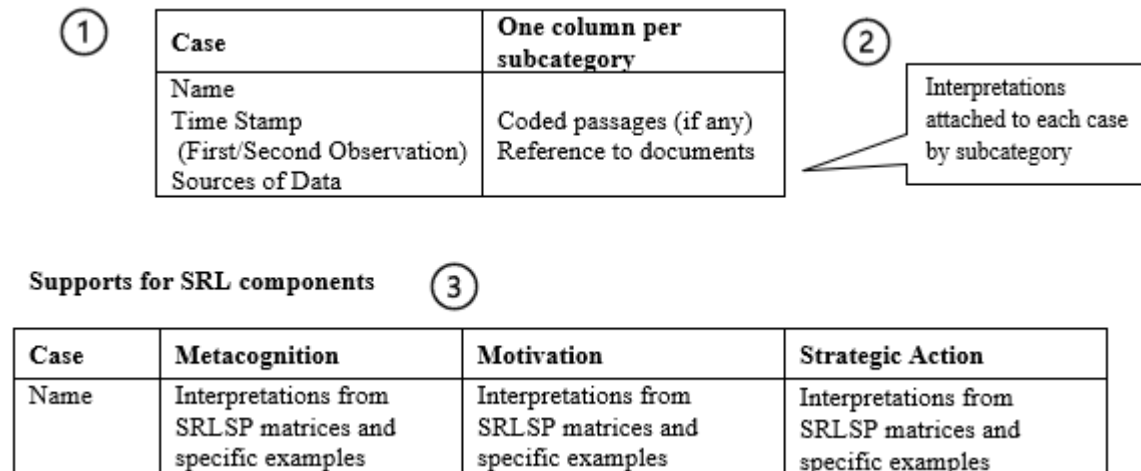 1
Case
One column per
subcategory
2
Name
Time Stamp
(First/Second Observation)
Sources of Data
Coded passages (if any)
Reference to documents
Interpretations
attached to each case
by subcategory
Supports for SRL components
3
Case
Metacognition
Motivation
Strategic Action
Name
Interpretations from
SRLSP matrices and
specific examples
Interpretations from
SRLSP matrices and
specific examples
Interpretations from
SRLSP matrices and
specific examples